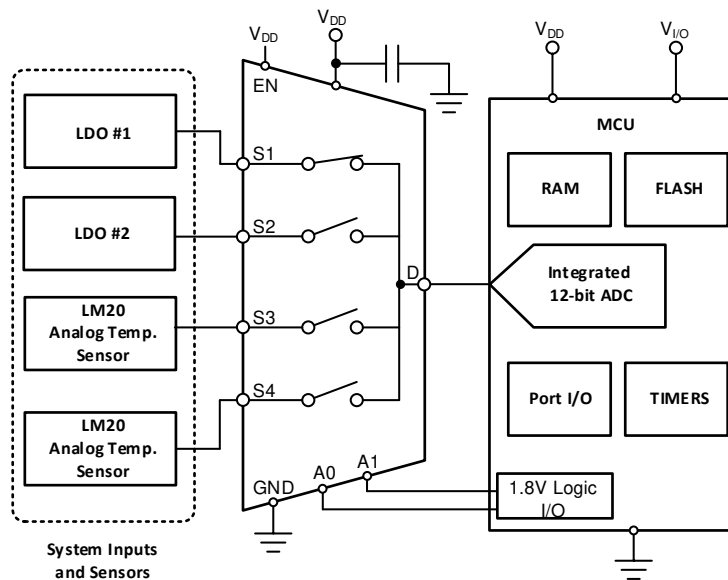 VDD
VDD
VDD
VI/O
EN
MCU
LDO #1
S1
RAM
FLASH
LDO #2
S2
D
Integrated
12-bit ADC
LM20
Analog Temp.
Sensor
S3
S4
Port I/O
TIMERS
LM20
Analog Temp.
Sensor
GND
A0
A1
1.8V Logic
I/O
System Inputs
and Sensors